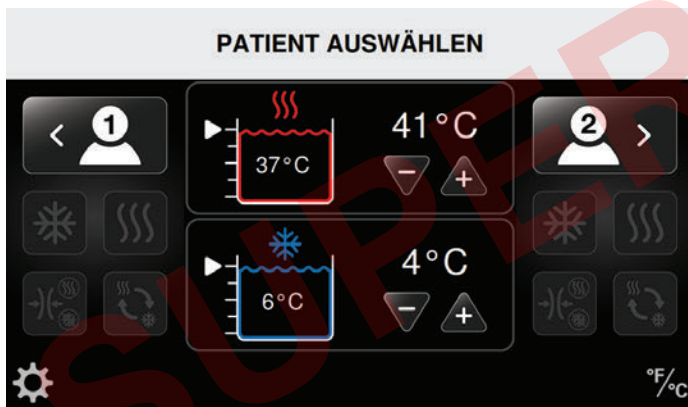 PATIENT AUSWÄHLEN
1
41°C
37°C
2
4°C
6°C
°F/°C
SUPER